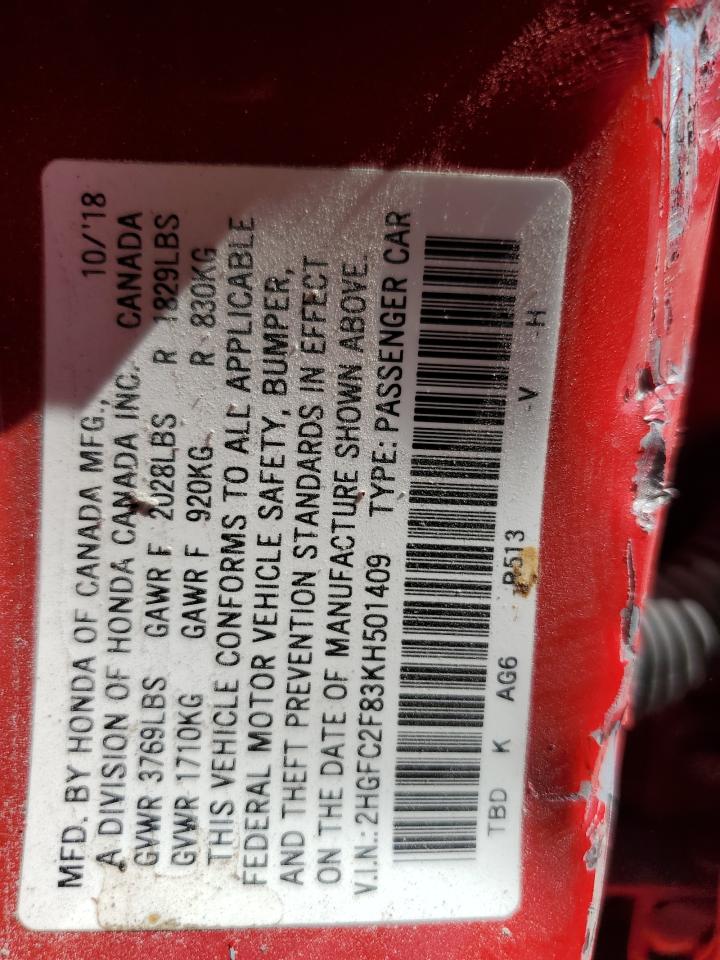 MFD. BY HONDA OF CANADA MFG., 10/'18
A DIVISION OF HONDA CANADA INC. CANADA
GVWR 3769LBS GAWR F 2028LBS R 1829LBS
GVWR 1710KG GAWR F 920KG R 830KG
THIS VEHICLE CONFORMS TO ALL APPLICABLE
FEDERAL MOTOR VEHICLE SAFETY, BUMPER,
AND THEFT PREVENTION STANDARDS IN EFFECT
ON THE DATE OF MANUFACTURE SHOWN ABOVE.
V.I.N.: 2HGFC2F83KH501409 TYPE: PASSENGER CAR
TBD K AG6 R513 -V -H